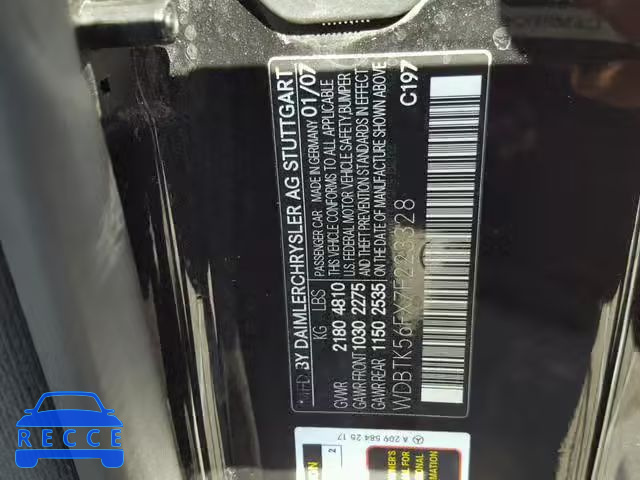 BY DAIMLERCHRYSLER AG STUTTGART
KG LBS PASSENGER CAR MADE IN GERMANY 01/07
GVWR 2180 4810
GAWR FRONT 1030 2275
GAWR REAR 1150 2535
THIS VEHICLE CONFORMS TO ALL APPLICABLE
U.S. FEDERAL MOTOR VEHICLE SAFETY, BUMPER
AND THEFT PREVENTION STANDARDS IN EFFECT
ON THE DATE OF MANUFACTURE SHOWN ABOVE
WDBTK56FX7F223328 C197
A 209 584 25 17
2
RECCE